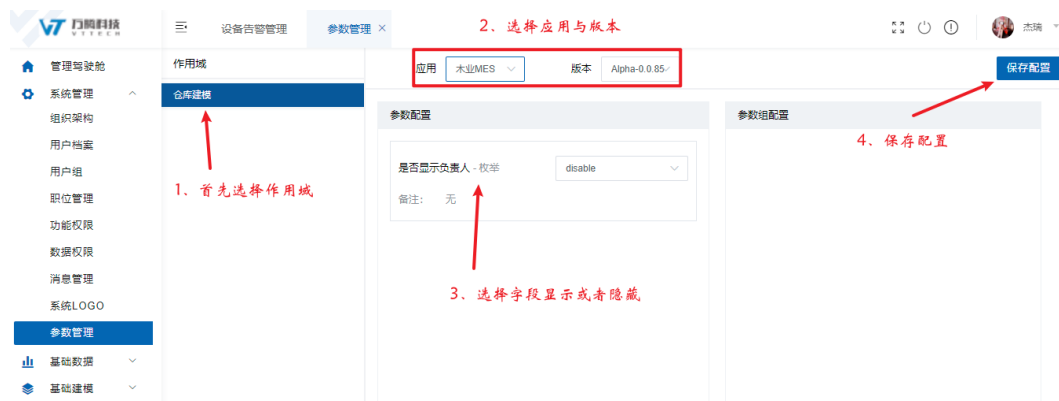 万腾科技
VTTECH
设备告警管理
参数管理 ×
2、选择应用与版本
杰瑞
管理驾驶舱
系统管理
组织架构
用户档案
用户组
职位管理
功能权限
数据权限
消息管理
系统LOGO
参数管理
基础数据
基础建模
作用域
仓库建模
1、首先选择作用域
应用 木业MES
版本 Alpha-0.0.85
保存配置
参数配置
是否显示负责人 - 枚举 disable
备注： 无
3、选择字段显示或者隐藏
参数组配置
4、保存配置